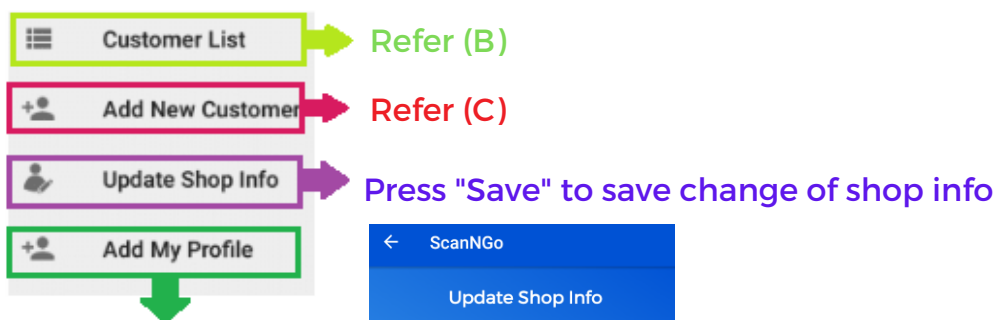 Customer List
Refer (B)
Add New Customer
Refer (C)
Update Shop Info
Press "Save" to save change of shop info
Add My Profile
ScanNGo
Update Shop Info